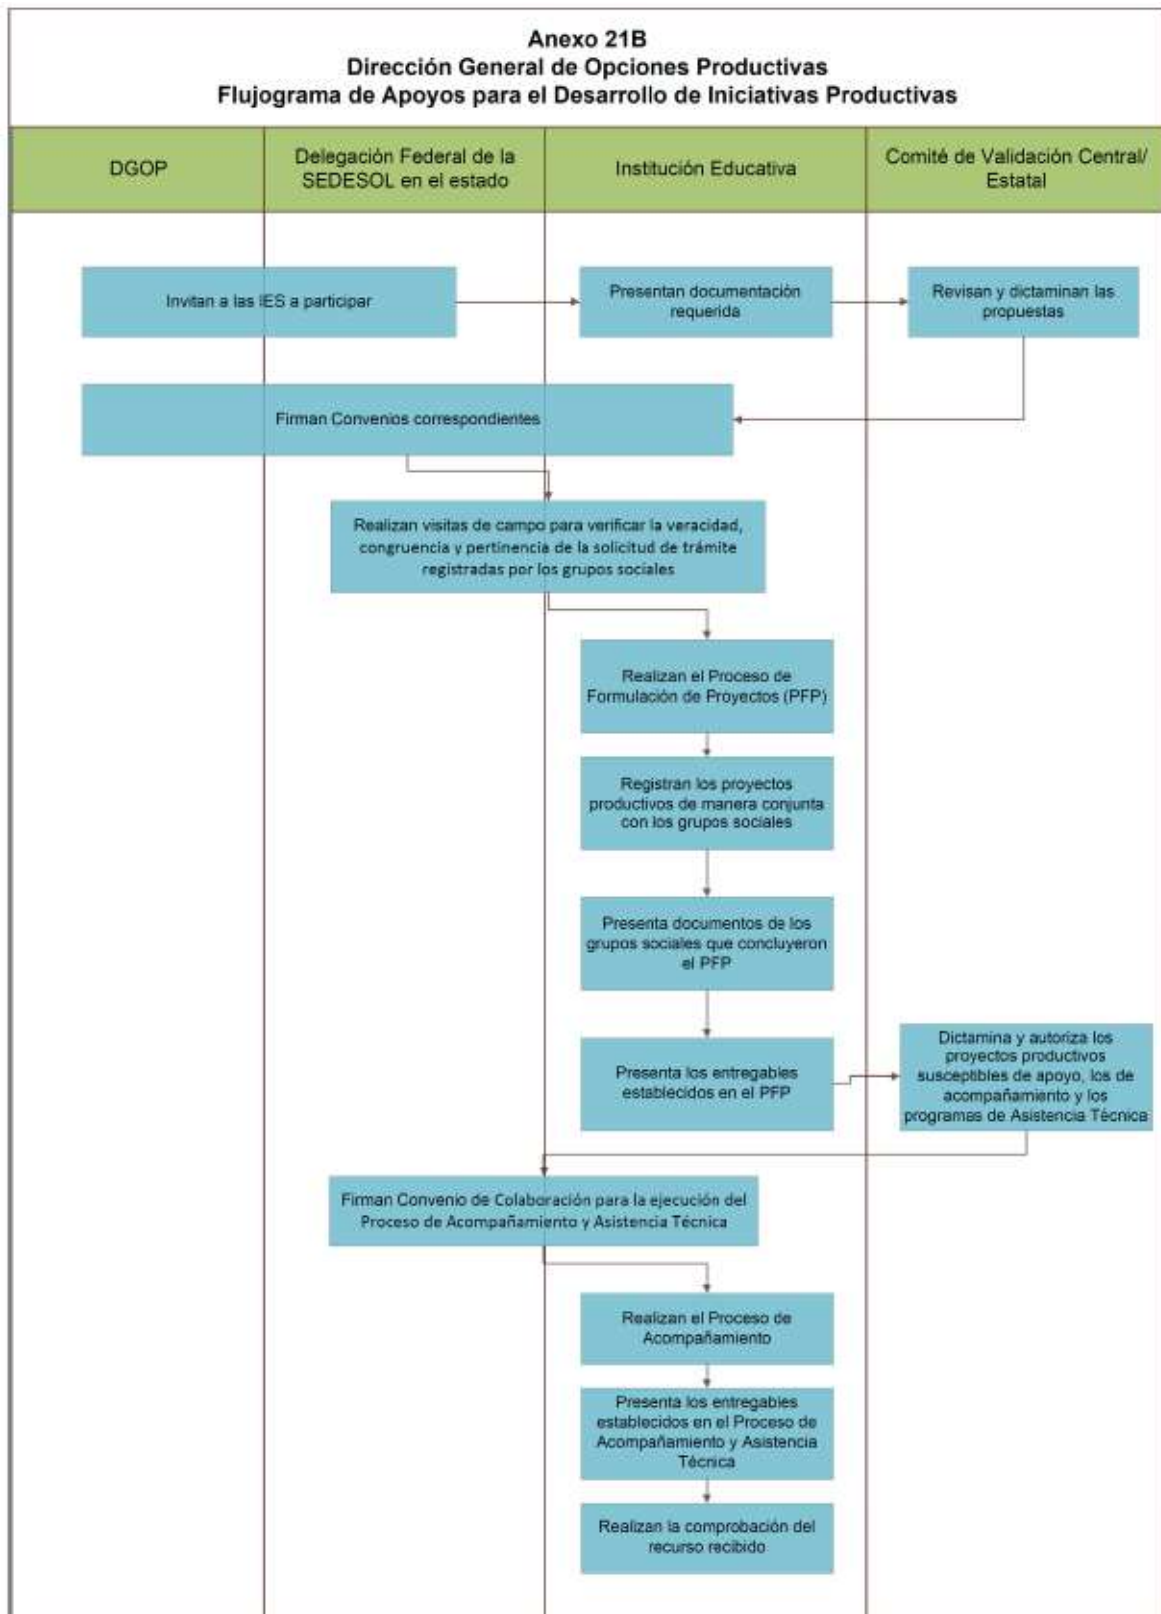 Anexo 21B
Dirección General de Opciones Productivas
Flujograma de Apoyos para el Desarrollo de Iniciativas Productivas
DGOP
Delegación Federal de la
SEDESOL en el estado
Institución Educativa
Comité de Validación Central/
Estatal
Invitan a las IES a participar
Presentan documentación
requerida
Revisan y dictaminan las
propuestas
Firman Convenios correspondientes
Realizan visitas de campo para verificar la veracidad,
congruencia y pertinencia de la solicitud de trámite
registradas por los grupos sociales
Realizan el Proceso de
Formulación de Proyectos (PFP)
Registran los proyectos
productivos de manera conjunta
con los grupos sociales
Presenta documentos de los
grupos sociales que concluyeron
el PFP
Presenta los entregables
establecidos en el PFP
Dictamina y autoriza los
proyectos productivos
susceptibles de apoyo, los de
acompañamiento y los
programas de Asistencia Técnica
Firman Convenio de Colaboración para la ejecución del
Proceso de Acompañamiento y Asistencia Técnica
Realizan el Proceso de
Acompañamiento
Presenta los entregables
establecidos en el Proceso de
Acompañamiento y Asistencia
Técnica
Realizan la comprobación del
recurso recibido